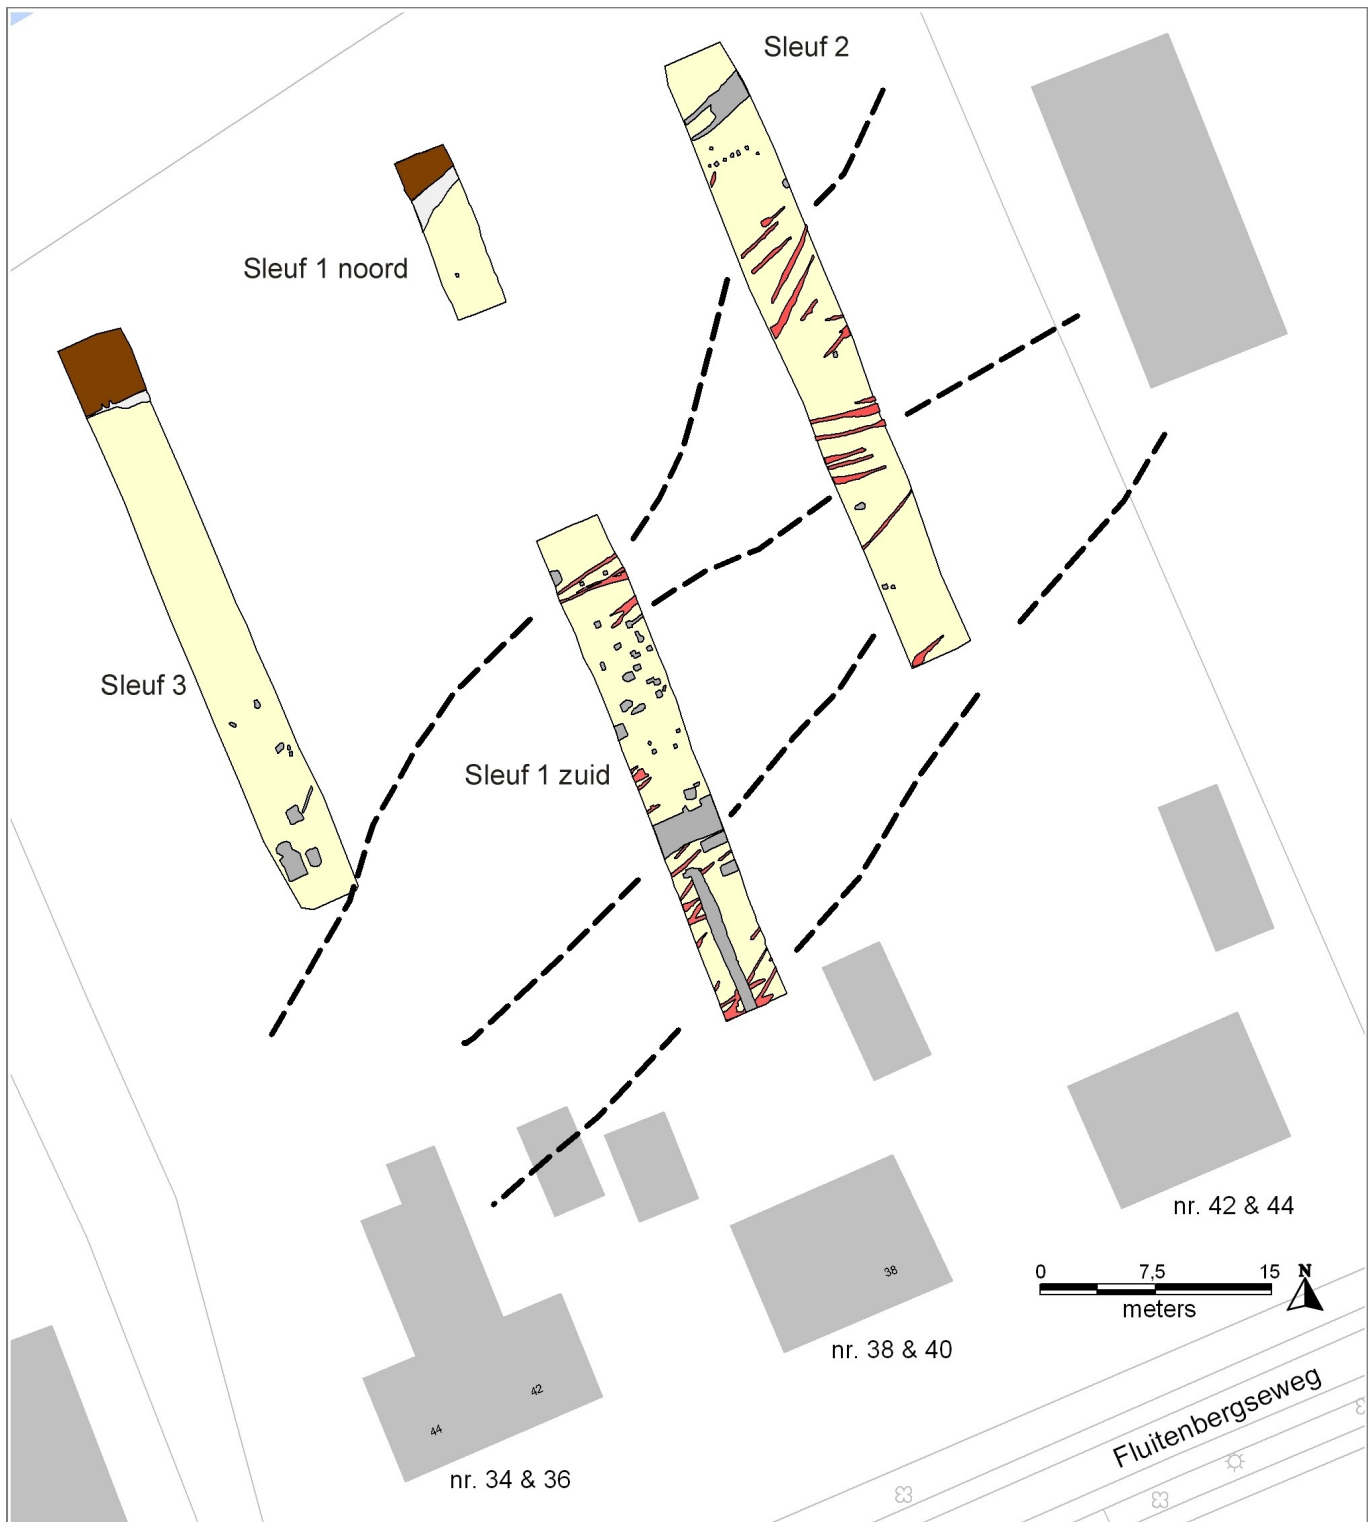 Sleuf 2
Sleuf 1 noord
Sleuf 3
Sleuf 1 zuid
nr. 42 & 44
38
0 7,5 15 N
meters
nr. 38 & 40
42
44
Fluitenbergseweg
nr. 34 & 36